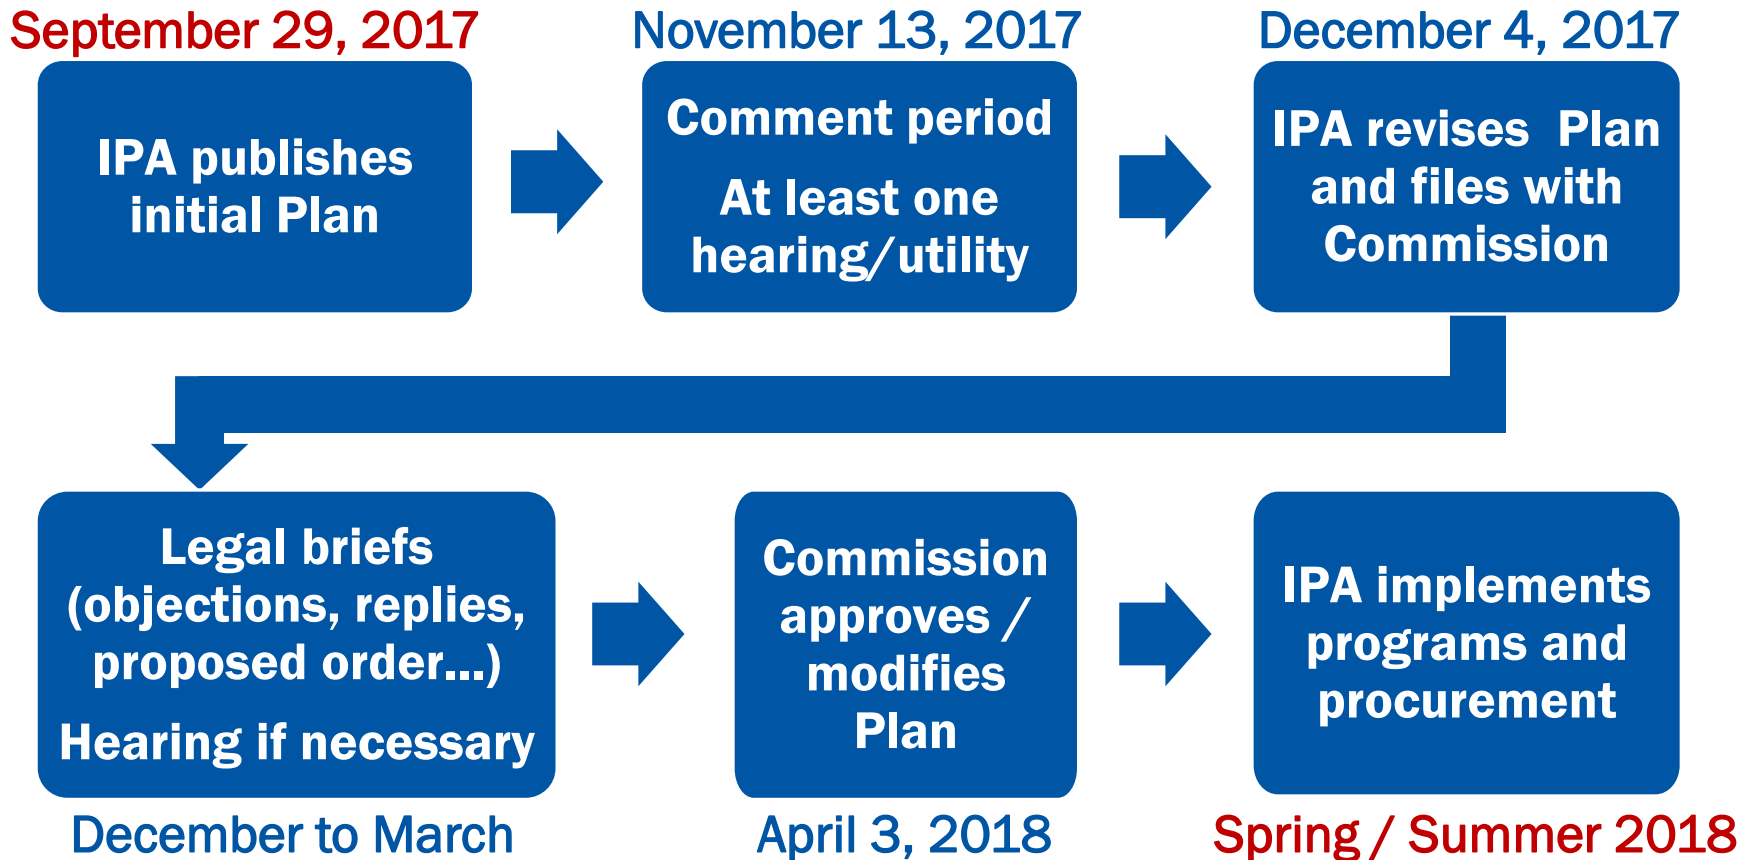 September 29, 2017
IPA publishes
initial Plan
November 13, 2017
Comment period
At least one
hearing/utility
December 4, 2017
IPA revises  Plan
and files with
Commission
Legal briefs
(objections, replies,
proposed order...)
Hearing if necessary
December to March
Commission
approves /
modifies
Plan
April 3, 2018
IPA implements
programs and
procurement
Spring / Summer 2018